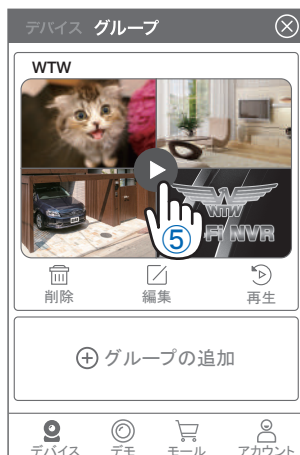 デバイス グループ
WTW
WTW
FI NVR
⑤
削除 編集 再生
グループの追加
デバイス デモ モール アカウント